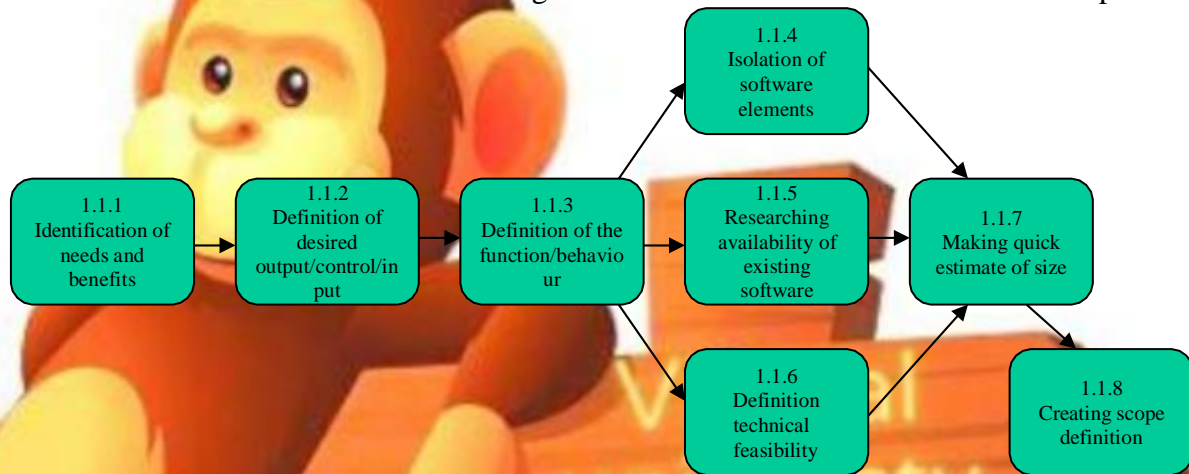 1.1.1
Identification of
needs and
benefits
1.1.2
Definition of
desired
output/control/in
put
1.1.3
Definition of the
function/behavio
ur
1.1.4
Isolation of
software
elements
1.1.5
Researching
availability of
existing
software
1.1.6
Definition
technical
feasibility
1.1.7
Making quick
estimate of size
1.1.8
Creating scope
definition